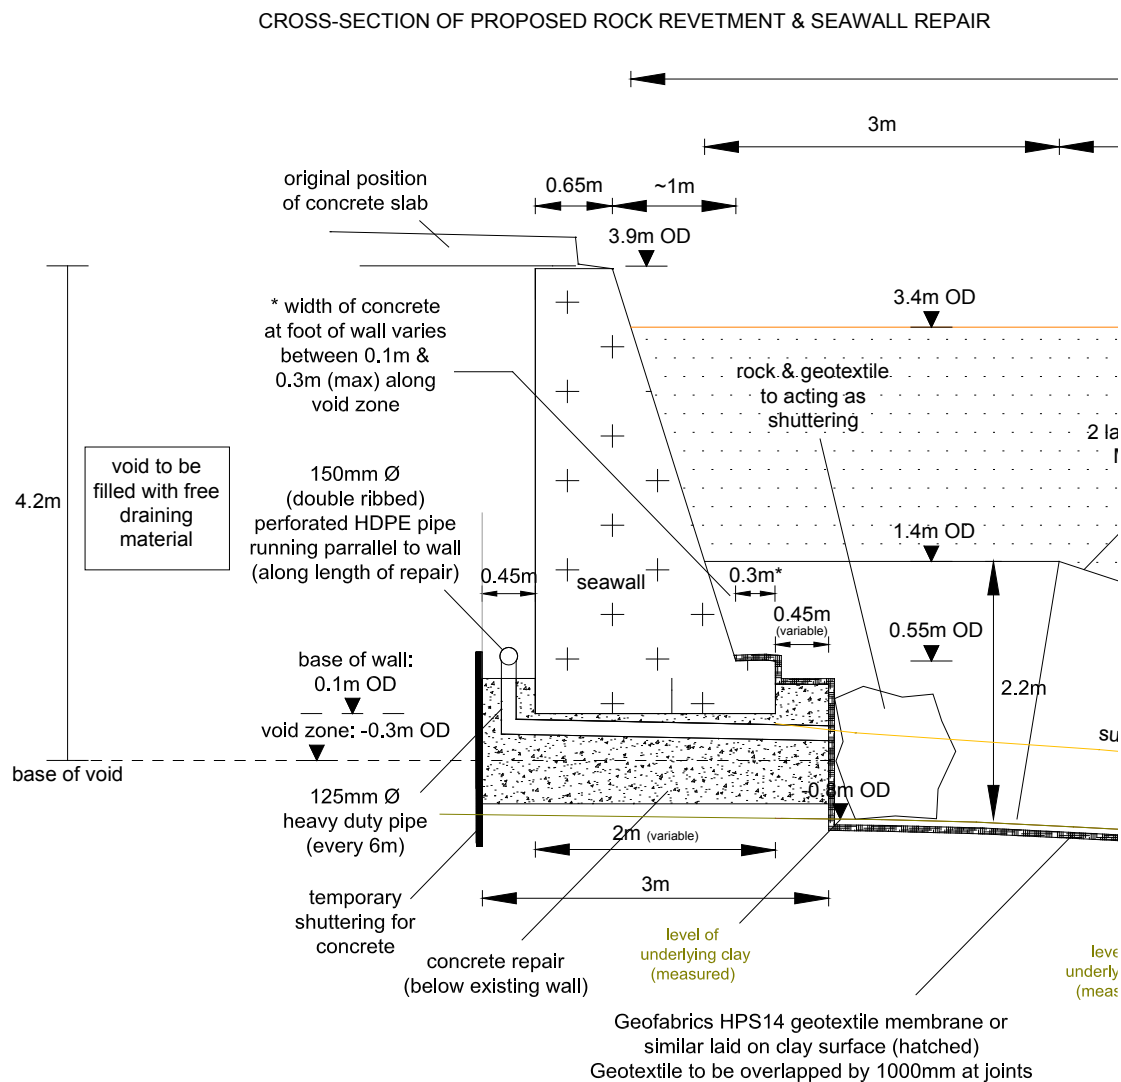 CROSS-SECTION OF PROPOSED ROCK REVETMENT & SEAWALL REPAIR
3m
original position
of concrete slab
0.65m
~1m
3.9m OD
* width of concrete
at foot of wall varies
between 0.1m &
0.3m (max) along
void zone
3.4m OD
rock & geotextile
to acting as
shuttering
2 la
M
4.2m
void to be
filled with free
draining
material
150mm Ø
(double ribbed)
perforated HDPE pipe
running parrallel to wall
(along length of repair)
0.45m
seawall
1.4m OD
0.3m*
0.45m
(variable)
0.55m OD
2.2m
base of wall:
0.1m OD
void zone: -0.3m OD
base of void
su
125mm Ø
heavy duty pipe
(every 6m)
-0.8m OD
2m (variable)
3m
temporary
shuttering for
concrete
concrete repair
(below existing wall)
level of
underlying clay
(measured)
leve
underly
(meas
Geofabrics HPS14 geotextile membrane or
similar laid on clay surface (hatched)
Geotextile to be overlapped by 1000mm at joints